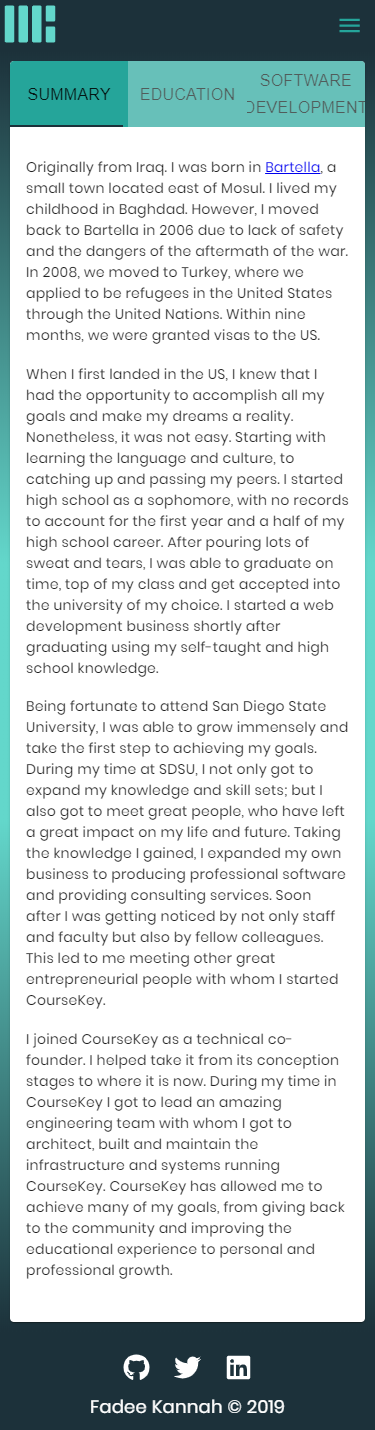 SUMMARY
EDUCATION
SOFTWARE
DEVELOPMENT
Originally from Iraq. I was born in Bartella, a
small town located east of Mosul. I lived my
childhood in Baghdad. However, I moved
back to Bartella in 2006 due to lack of safety
and the dangers of the aftermath of the war.
In 2008, we moved to Turkey, where we
applied to be refugees in the United States
through the United Nations. Within nine
months, we were granted visas to the US.
When I first landed in the US, I knew that I
had the opportunity to accomplish all my
goals and make my dreams a reality.
Nonetheless, it was not easy. Starting with
learning the language and culture, to
catching up and passing my peers. I started
high school as a sophomore, with no records
to account for the first year and a half of my
high school career. After pouring lots of
sweat and tears, I was able to graduate on
time, top of my class and get accepted into
the university of my choice. I started a web
development business shortly after
graduating using my self-taught and high
school knowledge.
Being fortunate to attend San Diego State
University, I was able to grow immensely and
take the first step to achieving my goals.
During my time at SDSU, I not only got to
expand my knowledge and skill sets; but I
also got to meet great people, who have left
a great impact on my life and future. Taking
the knowledge I gained, I expanded my own
business to producing professional software
and providing consulting services. Soon
after I was getting noticed by not only staff
and faculty but also by fellow colleagues.
This led to me meeting other great
entrepreneurial people with whom I started
CourseKey.
I joined CourseKey as a technical co-
founder. I helped take it from its conception
stages to where it is now. During my time in
CourseKey I got to lead an amazing
engineering team with whom I got to
architect, built and maintain the
infrastructure and systems running
CourseKey. CourseKey has allowed me to
achieve many of my goals, from giving back
to the community and improving the
educational experience to personal and
professional growth.
Fadee Kannah © 2019